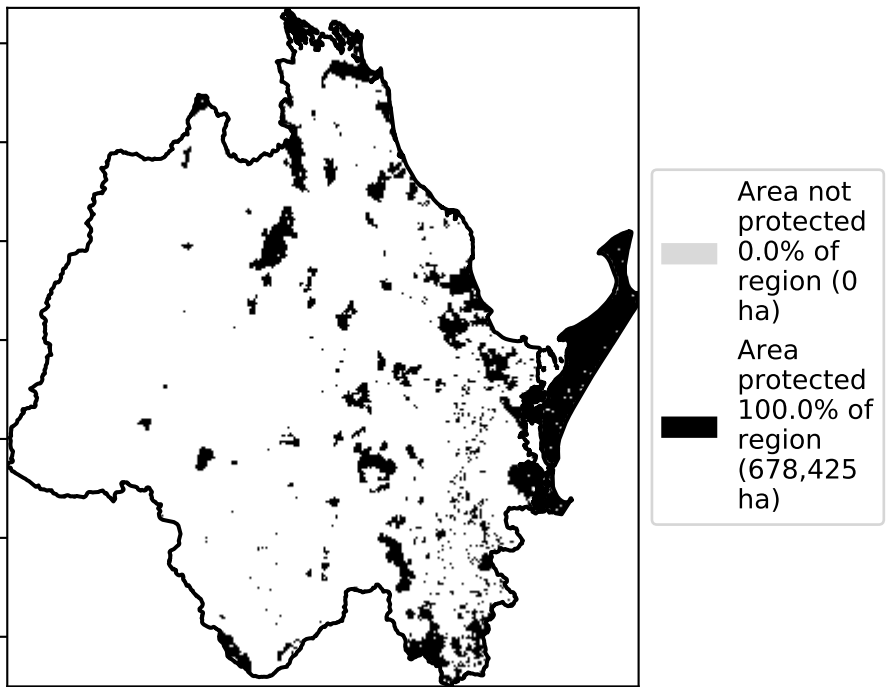 Area not
protected
0.0% of
region (0
ha)
Area
protected
100.0% of
region
(678,425
ha)